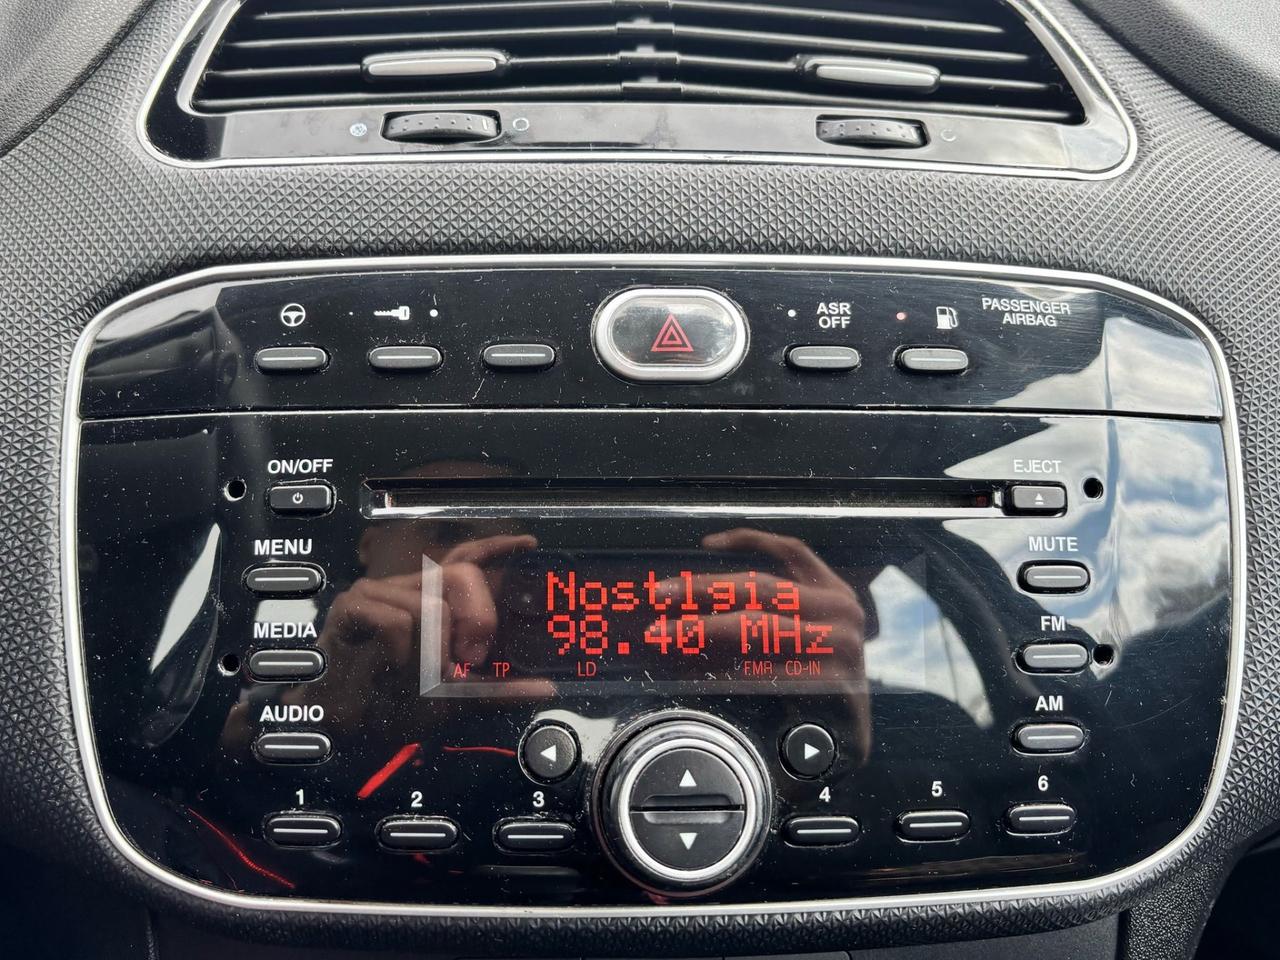 ASR
OFF
PASSENGER
AIRBAG
ON/OFF
EJECT
MENU
MUTE
Nostlgia
98.40 MHz
MEDIA
FM
AF TP LD FMA CD-IN
AUDIO
AM
1 2 3 4 5 6